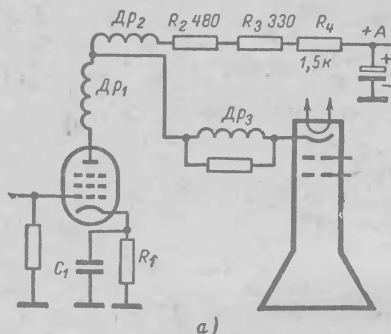 Др₂ R₂ 480 R₃ 330 R₄ +А
1,5к
+
−
Др₁
Др₃
C₁ R₁
а)